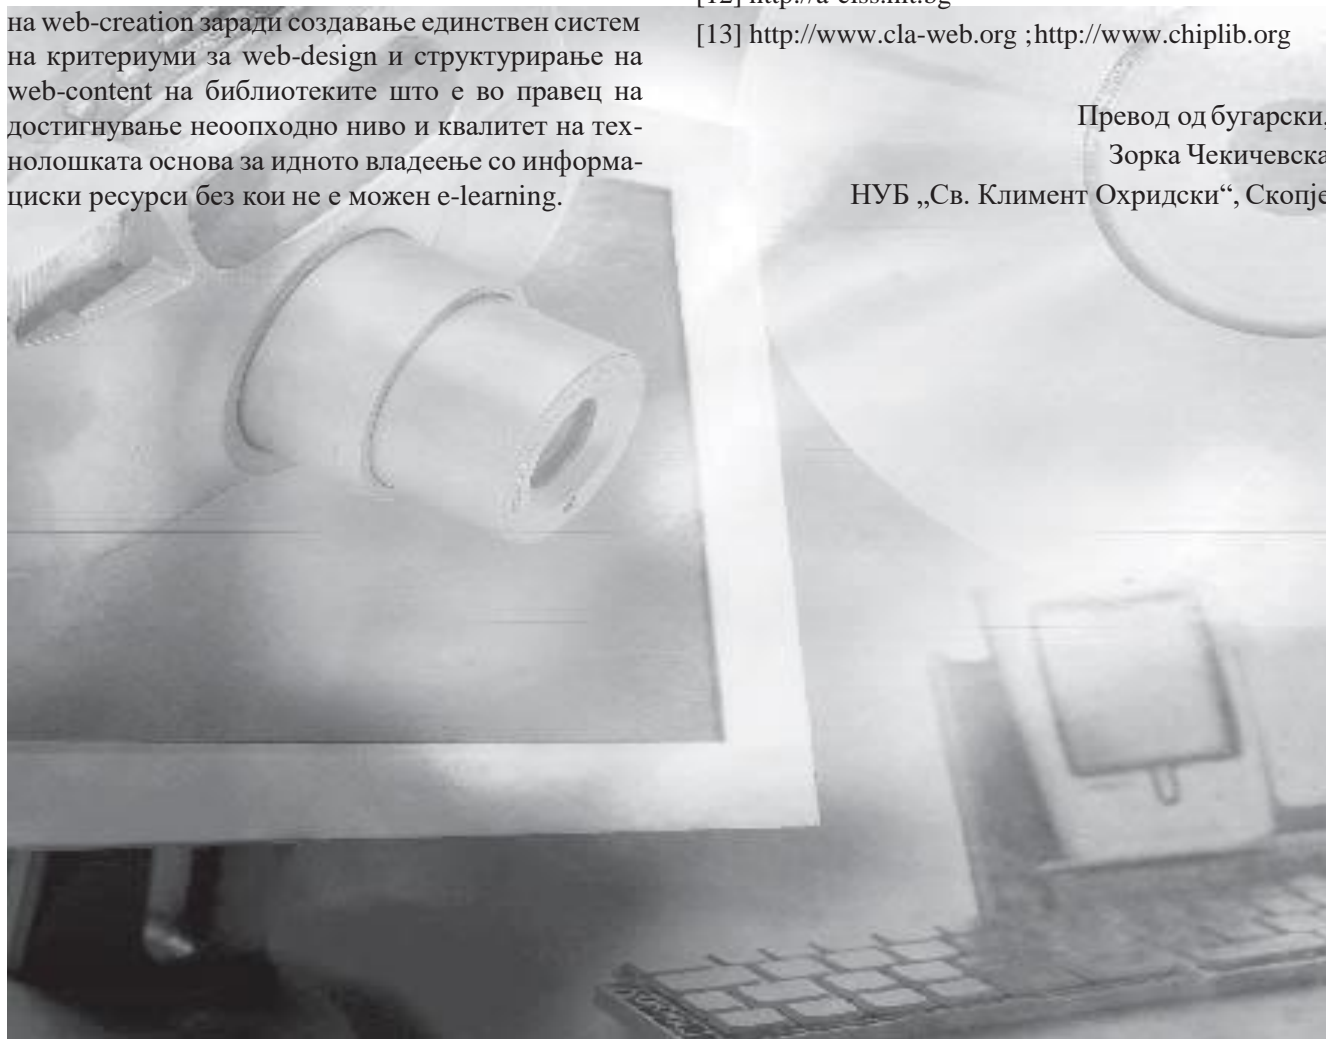 на web-creation заради создавање единствен систем
на критериуми за web-design и структурирање на
web-content на библиотеките што е во правец на
достигнување неоопходно ниво и квалитет на тех-
нолошката основа за идното владеење со информа-
циски ресурси без кои не е можен e-learning.
[13] http://www.cla-web.org ;http://www.chiplib.org
Превод од бугарски,
Зорка Чекичевска
НУБ „Св. Климент Охридски“, Скопје